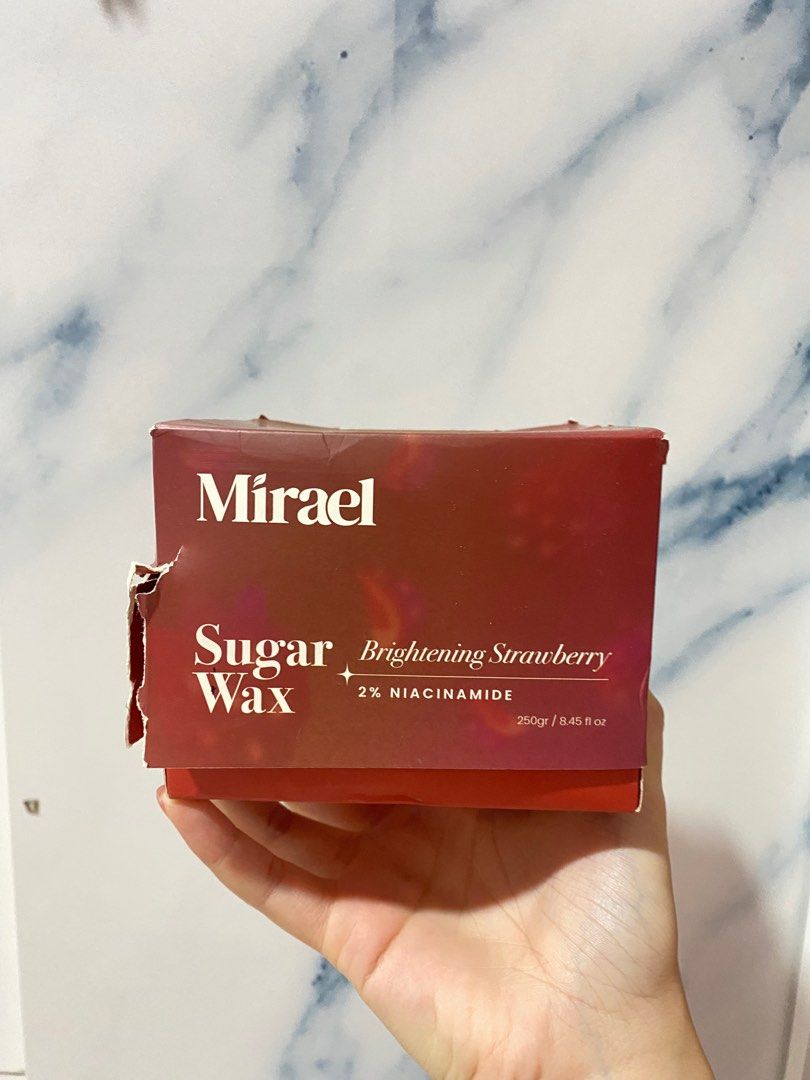 Mirael
Sugar Wax
Brightening Strawberry
2% NIACINAMIDE
250gr / 8.45 fl oz